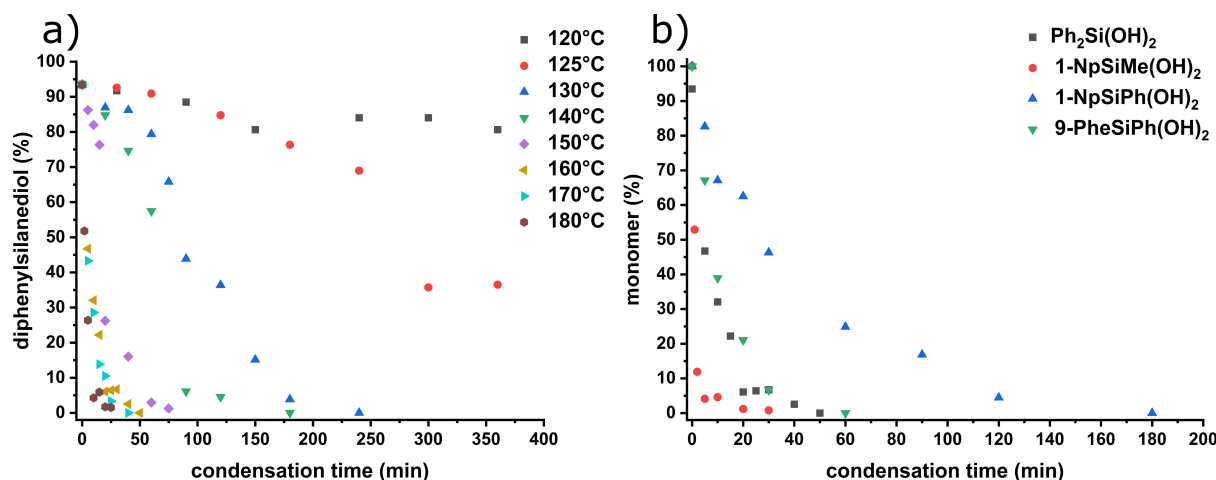 a)
120°C
125°C
130°C
140°C
150°C
160°C
170°C
180°C
diphenylsilanediol (%)
100
90
80
70
60
50
40
30
20
10
0
0 50 100 150 200 250 300 350 400
condensation time (min)
b)
Ph₂Si(OH)₂
1-NpSiMe(OH)₂
1-NpSiPh(OH)₂
9-PheSiPh(OH)₂
monomer (%)
100
90
80
70
60
50
40
30
20
10
0
0 20 40 60 80 100 120 140 160 180 200
condensation time (min)